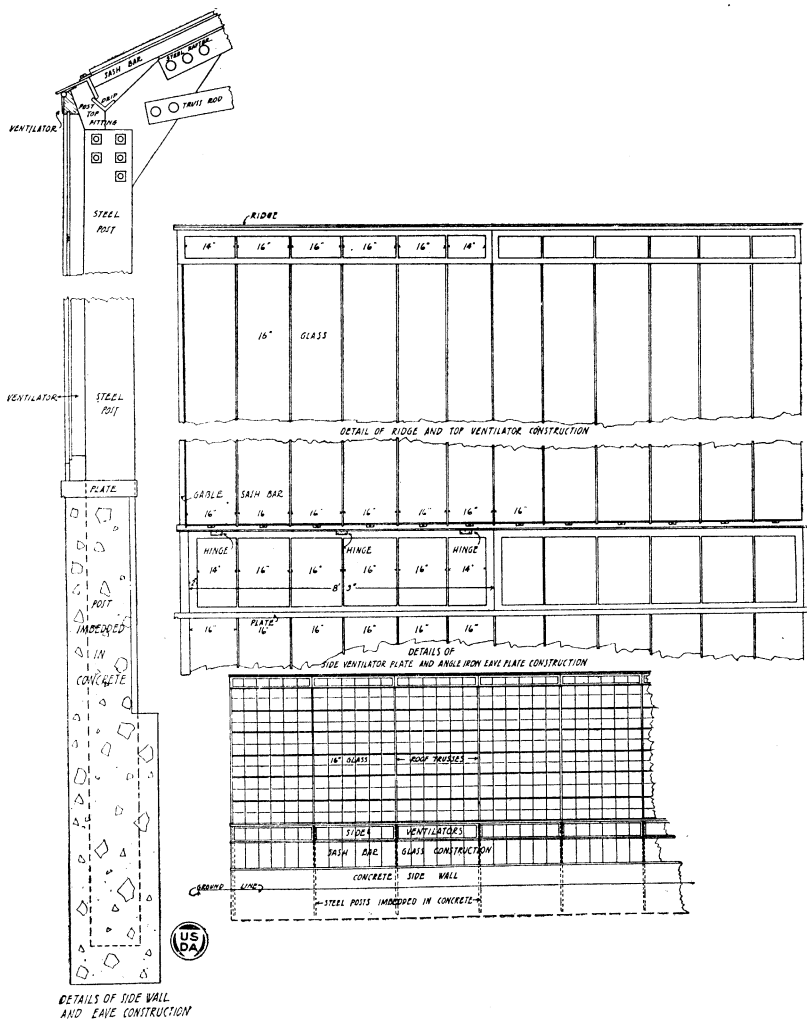 STEEL RAFTER
SASH BAR
DRIP
POST
TOP
FITTING
TRUSS ROD
VENTILATOR
STEEL
POST
VENTILATOR
STEEL
POST
PLATE
POST
IMBEDDED
IN
CONCRETE
DETAILS OF SIDE WALL
AND EAVE CONSTRUCTION
US
DA
RIDGE
14" 16" 16" 16" 16" 14"
16" GLASS
DETAIL OF RIDGE AND TOP VENTILATOR CONSTRUCTION
GABLE SASH BAR
16" 16 16" 16" 16" 16" 16"
HINGE HINGE HINGE
14" 16" 16" 16" 16" 14"
8' 3"
PLATE
16" 16" 16" 16" 16" 16"
DETAILS OF
SIDE VENTILATOR PLATE AND ANGLE IRON EAVE PLATE CONSTRUCTION
16" GLASS ROOF TRUSSES
SIDE VENTILATORS
SASH BAR GLASS CONSTRUCTION
CONCRETE SIDE WALL
GROUND LINE
STEEL POSTS IMBEDDED IN CONCRETE